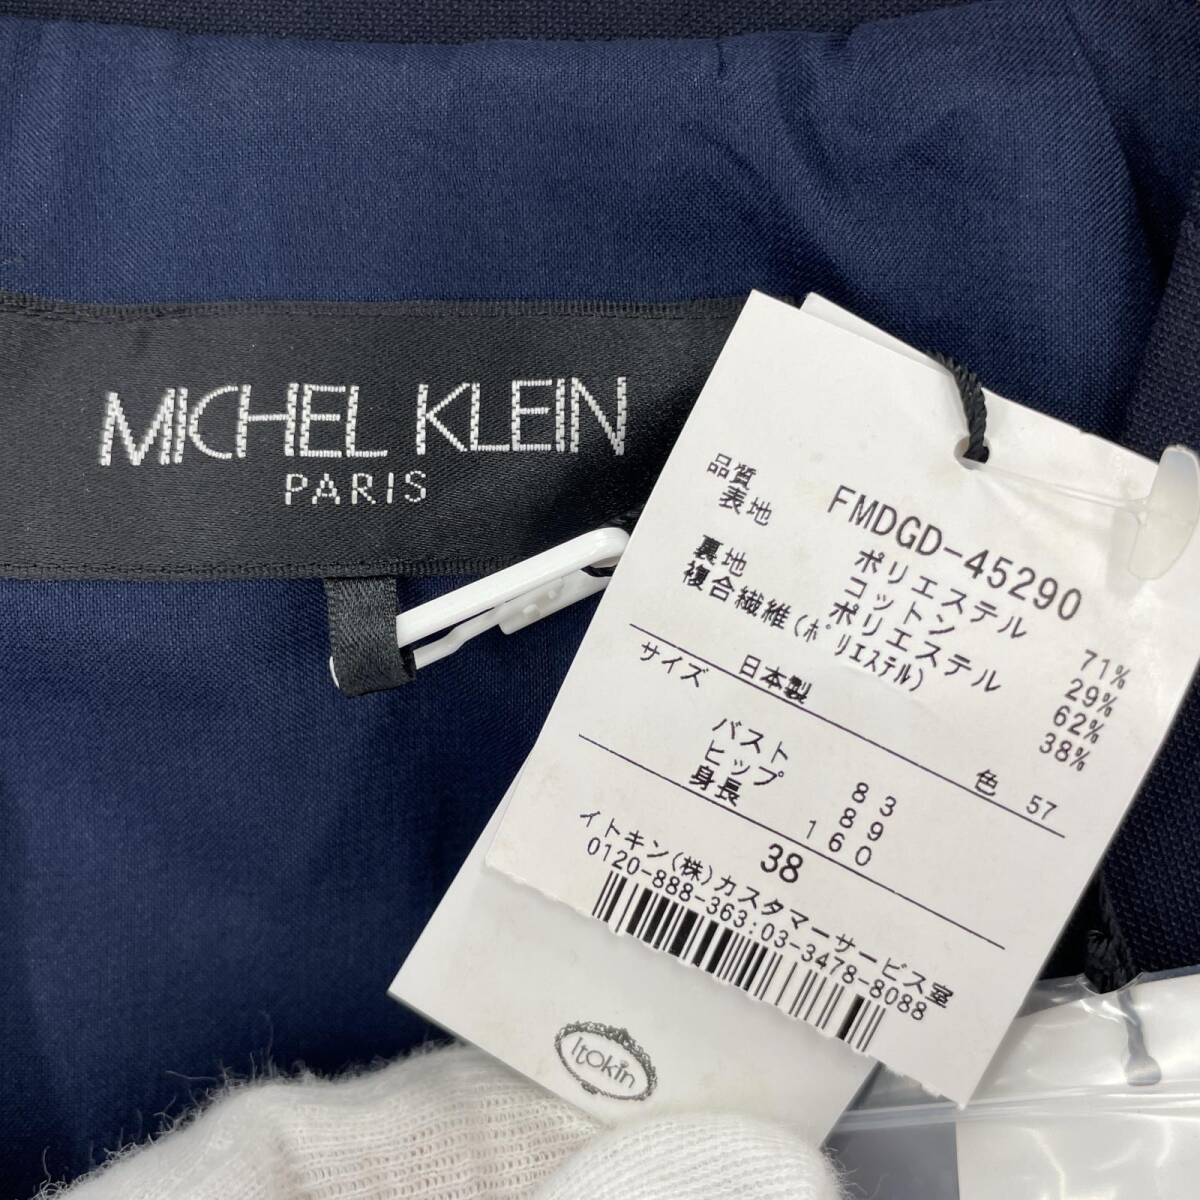 MICHEL KLEIN
PARIS
FMDGD-45290
品質
表地 ポリエステル 71%
コットン 29%
裏地 ポリエステル 62%
複合繊維(ポリエステル) 38%
日本製
サイズ 色 57
バスト 83
ヒップ 89
身長 160
38
イトキン(株)カスタマーサービス室
0120-888-363:03-3478-8088
Itokin